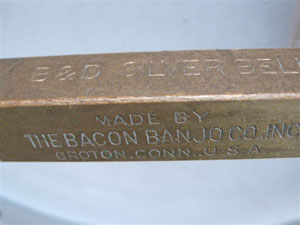 B&D SILVER BELL
MADE BY
THE BACON BANJO CO., INC.
GROTON, CONN., U.S.A.